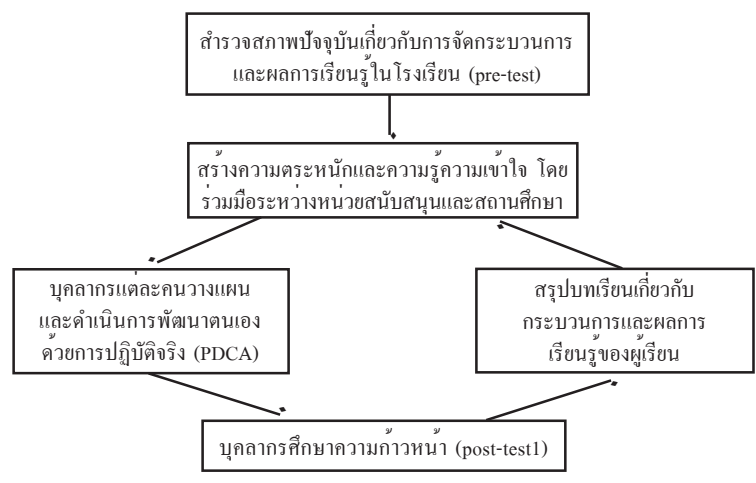 สำรวจสภาพปัจจุบันเกี่ยวกับการจัดกระบวนการ
และผลการเรียนรู้ในโรงเรียน (pre-test)
สร้างความตระหนักและความรู้ความเข้าใจ โดย
ร่วมมือระหว่างหน่วยสนับสนุนและสถานศึกษา
บุคลากรแต่ละคนวางแผน
และดำเนินการพัฒนาตนเอง
ด้วยการปฏิบัติจริง (PDCA)
สรุปบทเรียนเกี่ยวกับ
กระบวนการและผลการ
เรียนรู้ของผู้เรียน
บุคลากรศึกษาความก้าวหน้า (post-test1)